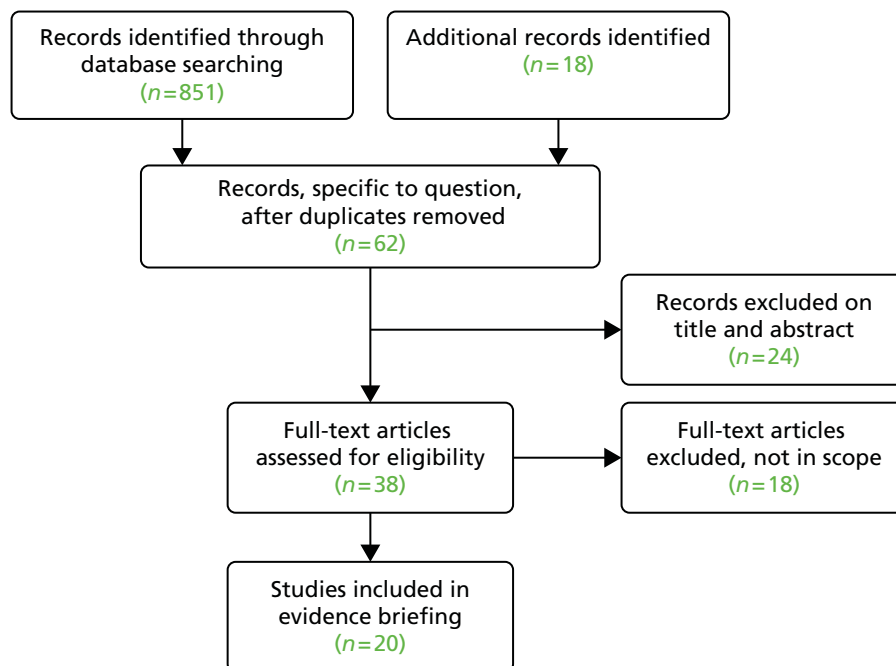 Records identified through
database searching
(n=851)
Additional records identified
(n=18)
Records, specific to question,
after duplicates removed
(n=62)
Records excluded on
title and abstract
(n=24)
Full-text articles
assessed for eligibility
(n=38)
Full-text articles
excluded, not in scope
(n=18)
Studies included in
evidence briefing
(n=20)